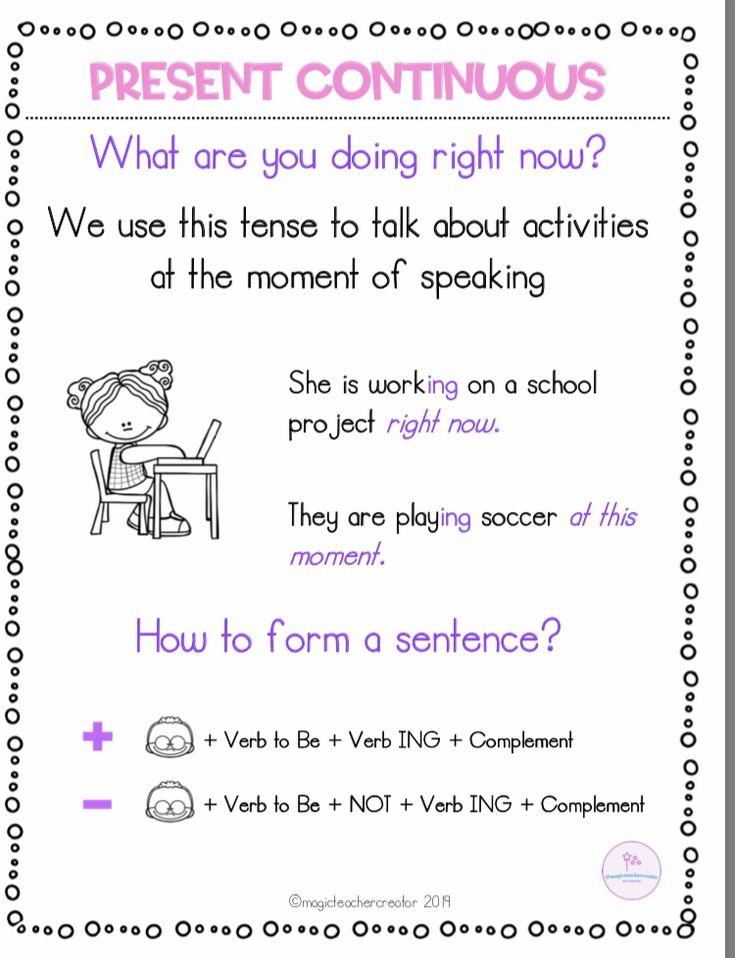 PRESENT CONTINUOUS
What are you doing right now?
We use this tense to talk about activities
at the moment of speaking
She is working on a school
project right now.
They are playing soccer at this
moment.
How to form a sentence?
+ + Verb to Be + Verb ING + Complement
- + Verb to Be + NOT + Verb ING + Complement
@magicteachercreator
©magicteachercreator 2019